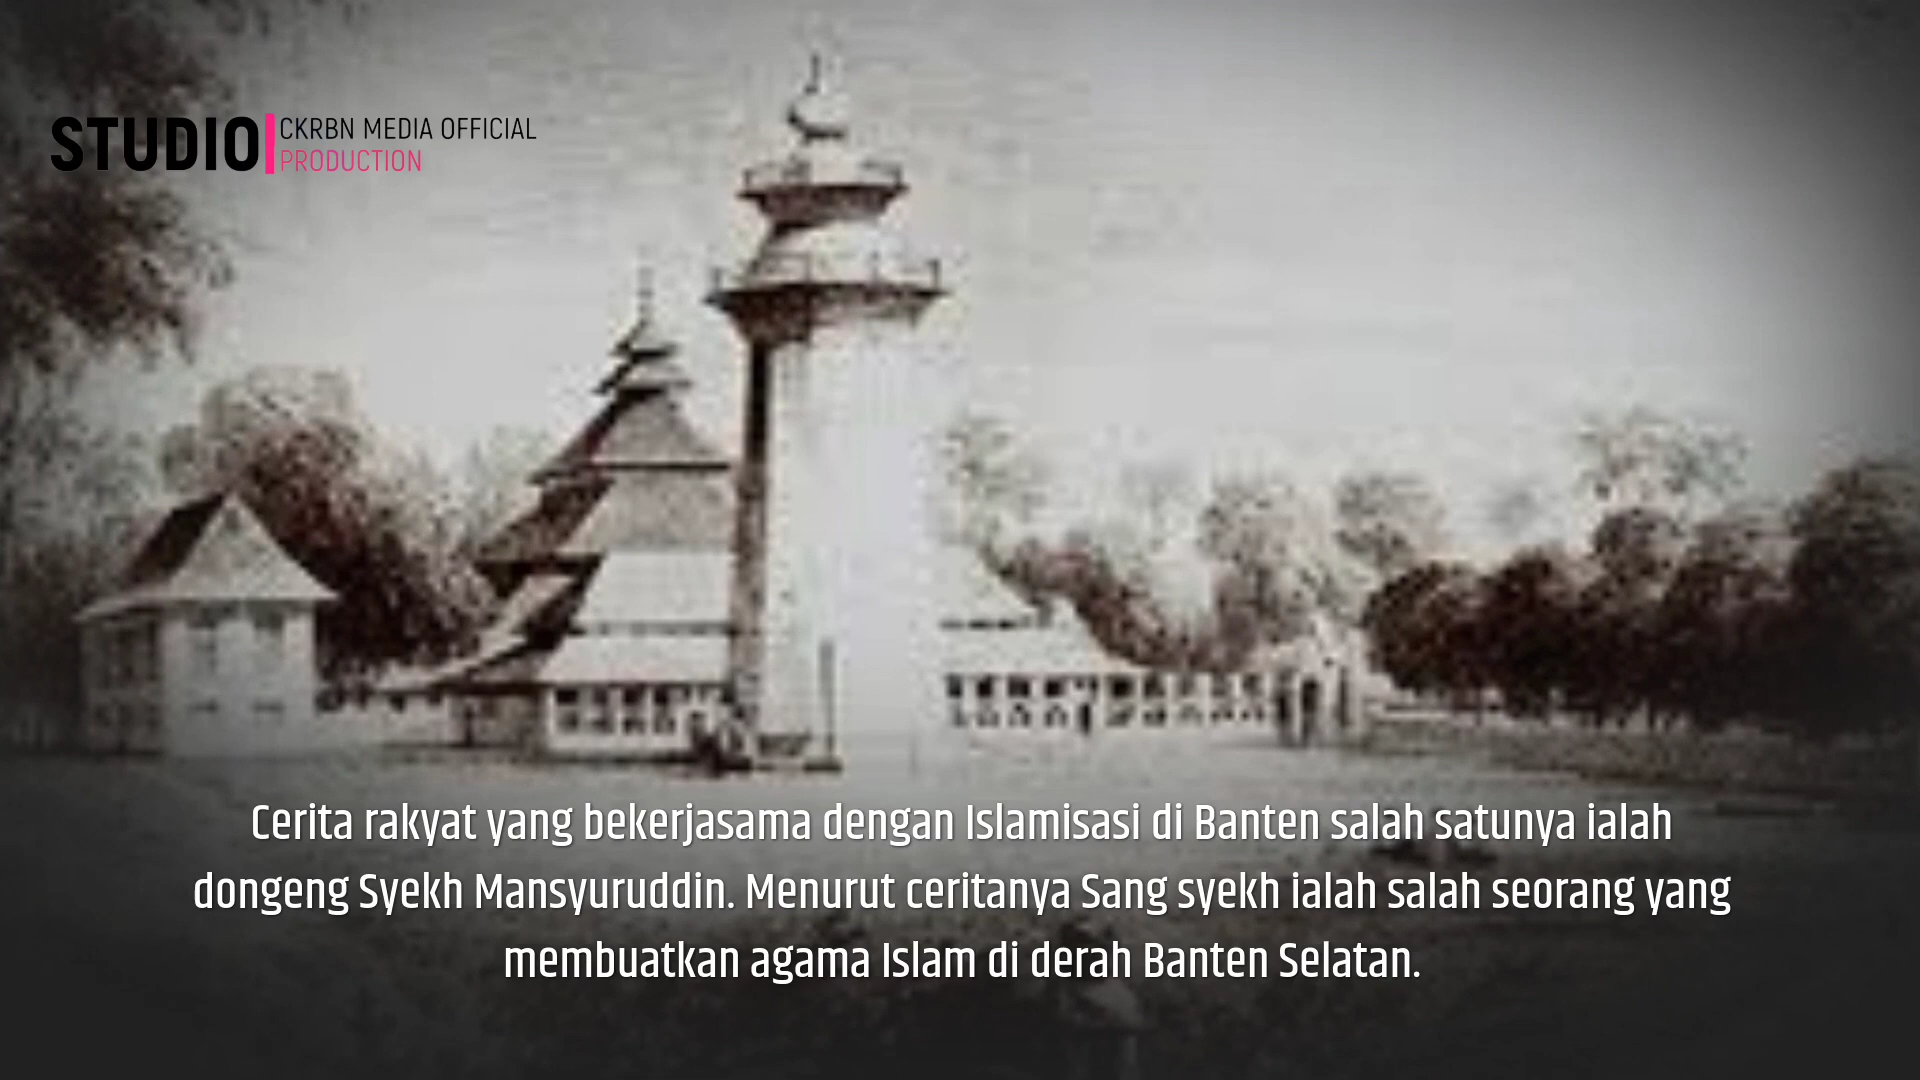 STUDIO
CKRBN MEDIA OFFICIAL
PRODUCTION
Cerita rakyat yang bekerjasama dengan Islamisasi di Banten salah satunya ialah
dongeng Syekh Mansyuruddin. Menurut ceritanya Sang syekh ialah salah seorang yang
membuatkan agama Islam di derah Banten Selatan.